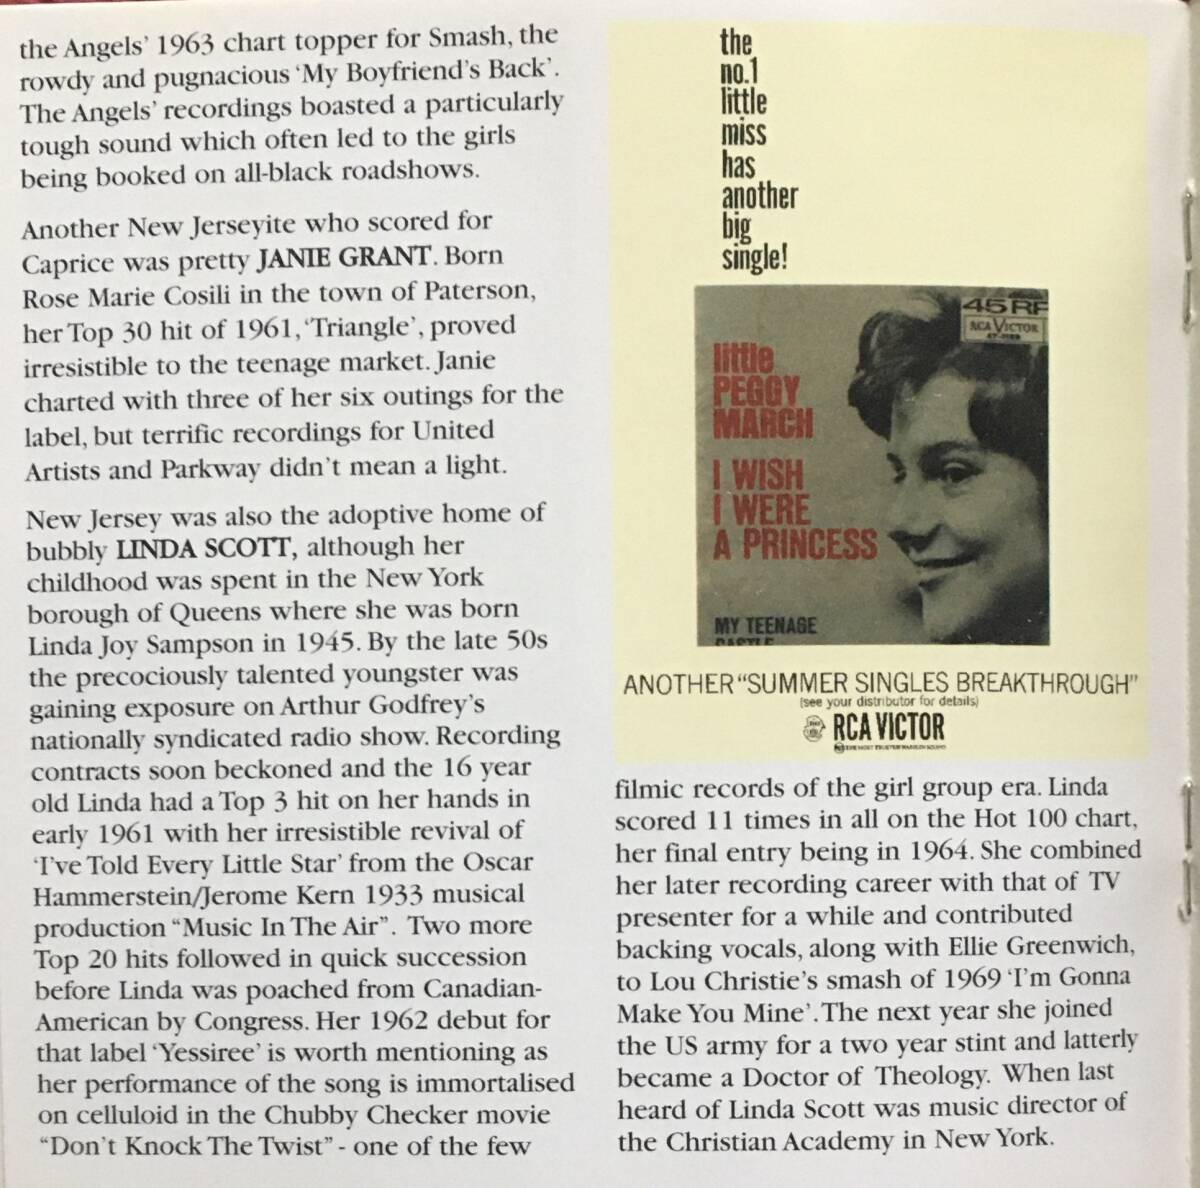 the Angels' 1963 chart topper for Smash, the
rowdy and pugnacious 'My Boyfriend's Back'.
The Angels' recordings boasted a particularly
tough sound which often led to the girls
being booked on all-black roadshows.
Another New Jerseyite who scored for
Caprice was pretty JANIE GRANT. Born
Rose Marie Cosili in the town of Paterson,
her Top 30 hit of 1961, 'Triangle', proved
irresistible to the teenage market. Janie
charted with three of her six outings for the
label, but terrific recordings for United
Artists and Parkway didn't mean a light.
New Jersey was also the adoptive home of
bubbly LINDA SCOTT, although her
childhood was spent in the New York
borough of Queens where she was born
Linda Joy Sampson in 1945. By the late 50s
the precociously talented youngster was
gaining exposure on Arthur Godfrey's
nationally syndicated radio show. Recording
contracts soon beckoned and the 16 year
old Linda had a Top 3 hit on her hands in
early 1961 with her irresistible revival of
'I've Told Every Little Star' from the Oscar
Hammerstein/Jerome Kern 1933 musical
production "Music In The Air". Two more
Top 20 hits followed in quick succession
before Linda was poached from Canadian-
American by Congress. Her 1962 debut for
that label 'Yessiree' is worth mentioning as
her performance of the song is immortalised
on celluloid in the Chubby Checker movie
"Don't Knock The Twist" - one of the few
the
no.1
little
miss
has
another
big
single!
45 RP
RCA VICTOR
little
PEGGY
MARCH
I WISH
I WERE
A PRINCESS
MY TEENAGE
CASTLE
ANOTHER "SUMMER SINGLES BREAKTHROUGH"
(see your distributor for details)
RCA VICTOR
THE MOST TRUSTED NAME IN SOUND
filmic records of the girl group era. Linda
scored 11 times in all on the Hot 100 chart,
her final entry being in 1964. She combined
her later recording career with that of TV
presenter for a while and contributed
backing vocals, along with Ellie Greenwich,
to Lou Christie's smash of 1969 'I'm Gonna
Make You Mine'. The next year she joined
the US army for a two year stint and latterly
became a Doctor of Theology. When last
heard of Linda Scott was music director of
the Christian Academy in New York.